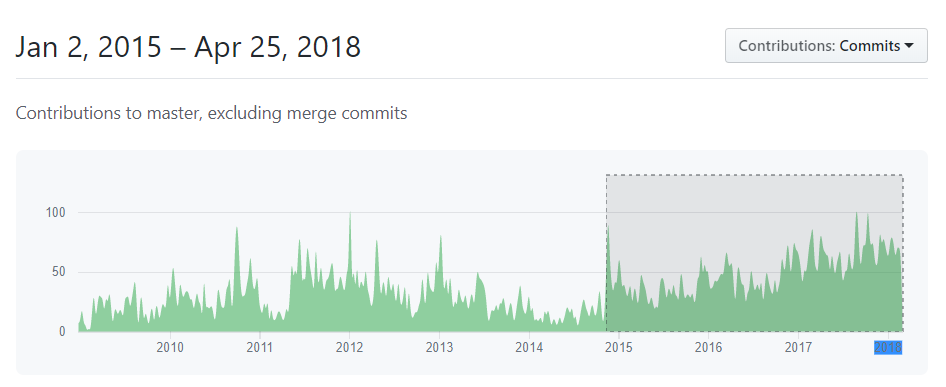 Jan 2, 2015 – Apr 25, 2018
Contributions: Commits
Contributions to master, excluding merge commits
100
50
0
2010 2011 2012 2013 2014 2015 2016 2017 2018